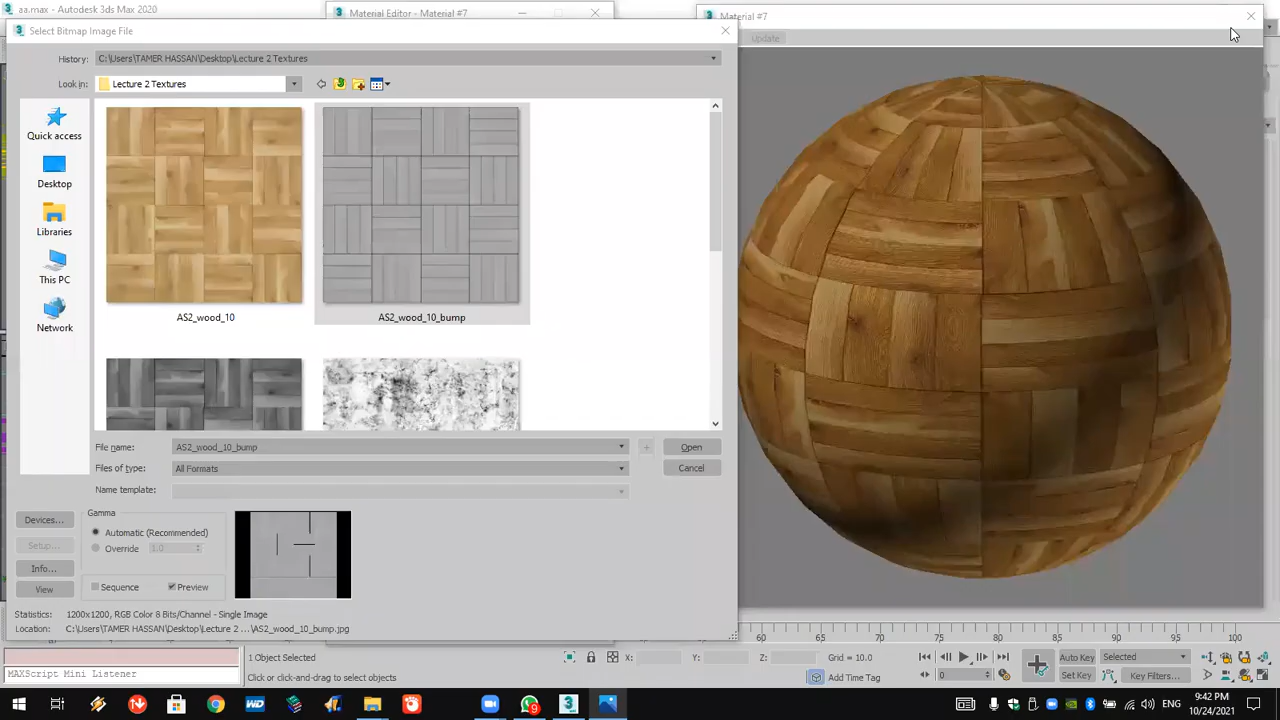 aa.max - Autodesk 3ds Max 2020
Material Editor - Material #7
Material #7
Select Bitmap Image File
Update
History:
C:\Users\TAMER HASSAN\Desktop\Lecture 2 Textures
Look in:
Lecture 2 Textures
Quick access
Desktop
Libraries
This PC
Network
AS2_wood_10
AS2_wood_10_bump
File name:
AS2_wood_10_bump
Open
Files of type:
All Formats
Cancel
Name template:
Gamma
Devices...
Automatic (Recommended)
Setup...
Override
1.0
Info...
View
Sequence
Preview
Statistics:
1200x1200, RGB Color 8 Bits/Channel - Single Image
Location:
C:\Users\TAMER HASSAN\Desktop\Lecture 2 ...\AS2_wood_10_bump.jpg
60 65 70 75 80 85 90 95 100
1 Object Selected
X:
Y:
Z:
Grid = 10.0
Auto Key
Selected
MAXScript Mini Listener
Click or click-and-drag to select objects
Add Time Tag
0
Set Key
Key Filters...
WD
3
ENG
9:42 PM
10/24/2021